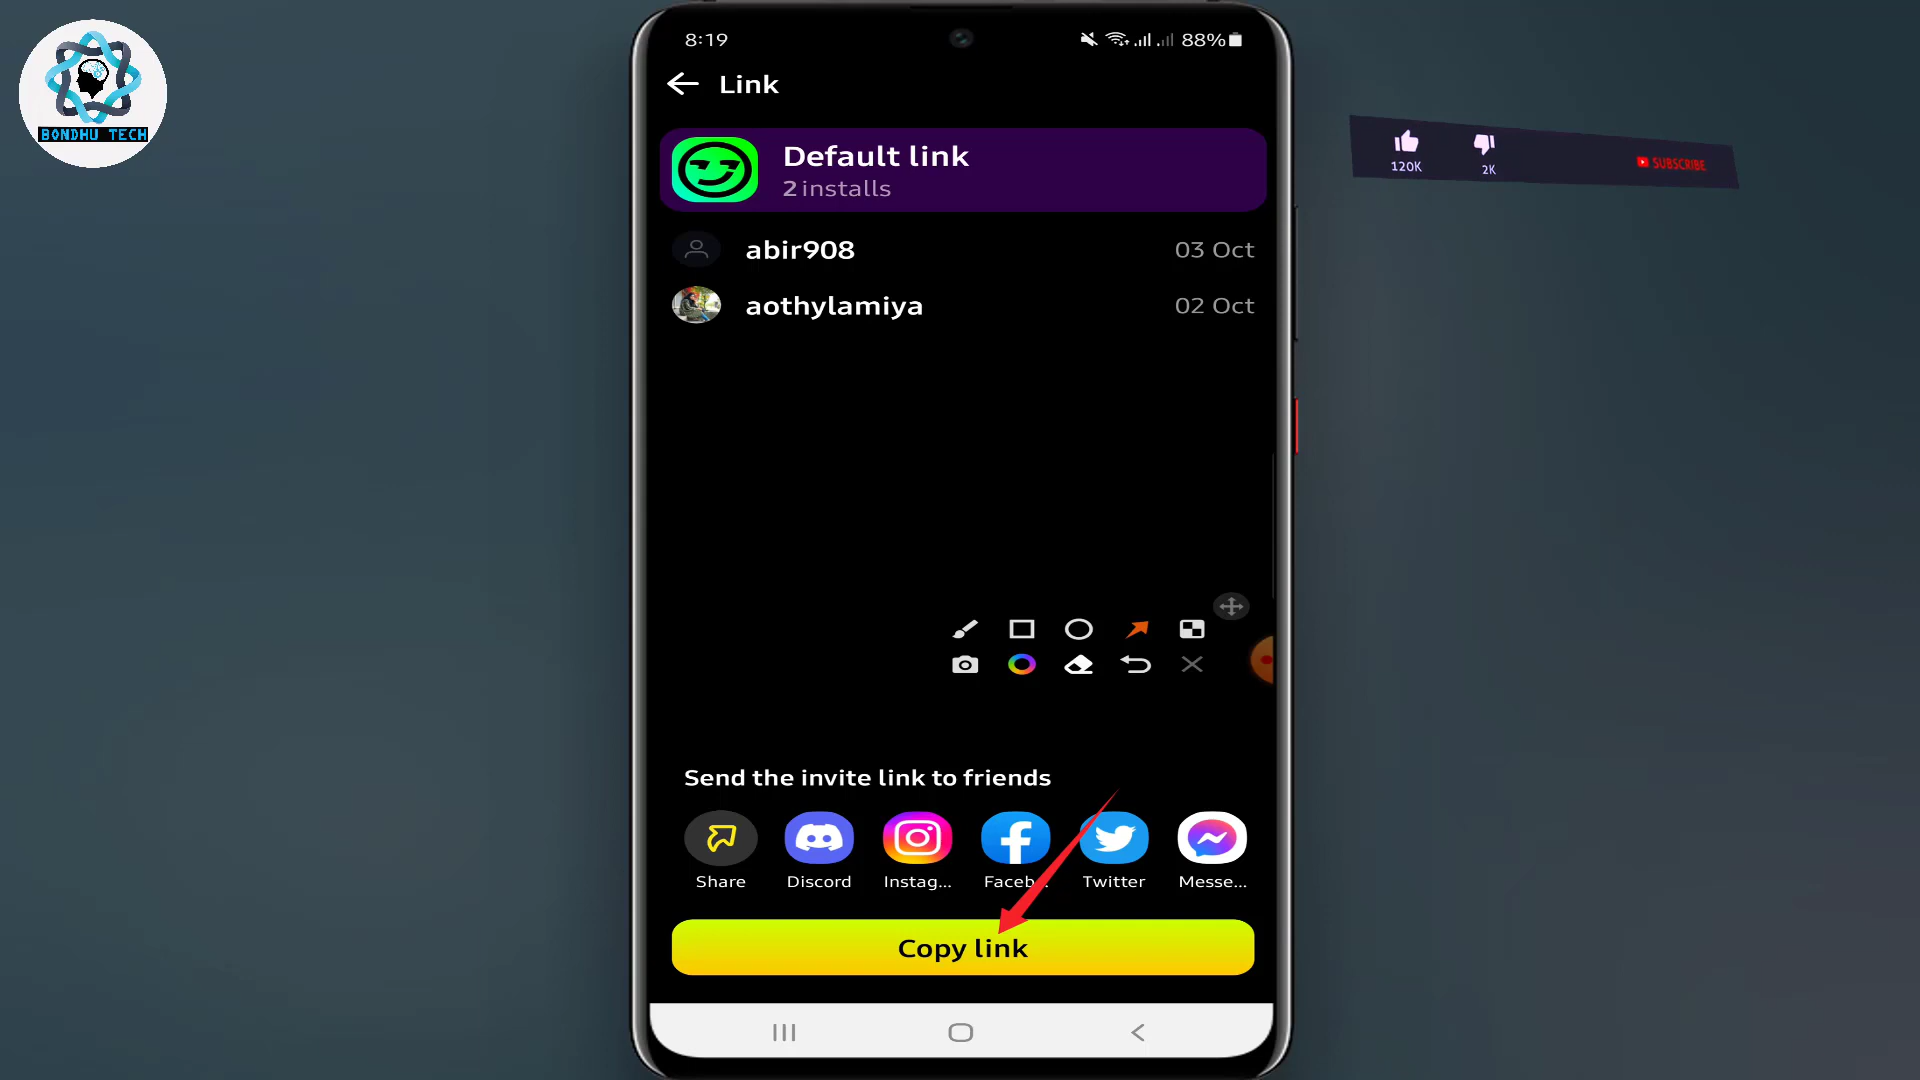 BONDHU TECH
8:19
88%
Link
120K
2K
SUBSCRIBE
Default link
2 installs
abir908
03 Oct
aothylamiya
02 Oct
Send the invite link to friends
Share
Discord
Instag...
Faceb..
Twitter
Messe...
Copy link